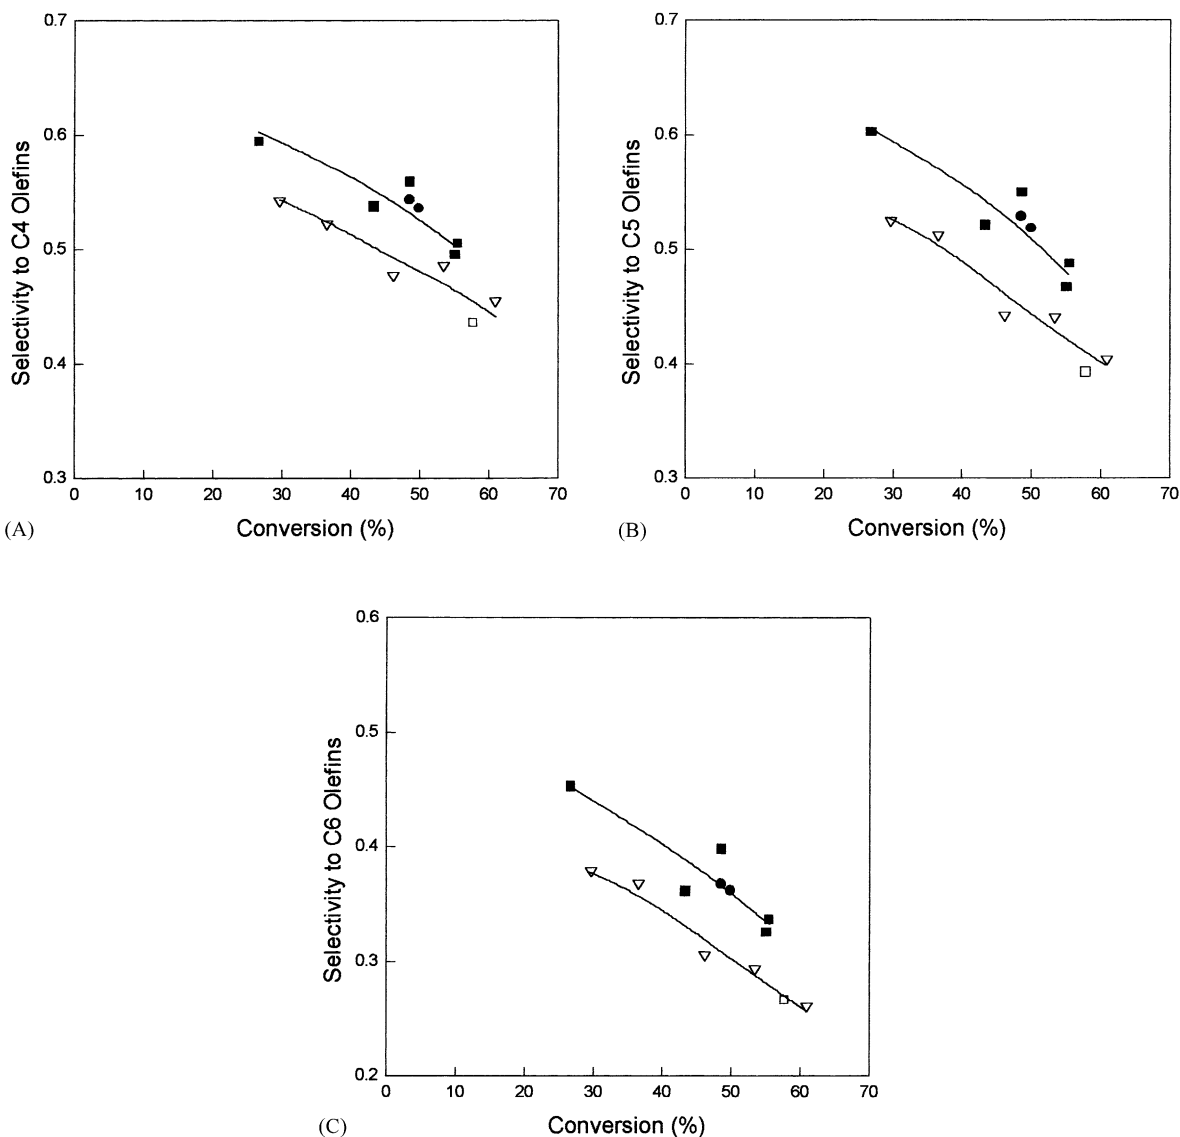 0.7
0.6
0.5
0.4
0.3
Selectivity to C4 Olefins
0 10 20 30 40 50 60 70
Conversion (%)
(A)
0.7
0.6
0.5
0.4
0.3
Selectivity to C5 Olefins
0 10 20 30 40 50 60 70
Conversion (%)
(B)
0.6
0.5
0.4
0.3
0.2
Selectivity to C6 Olefins
0 10 20 30 40 50 60 70
Conversion (%)
(C)